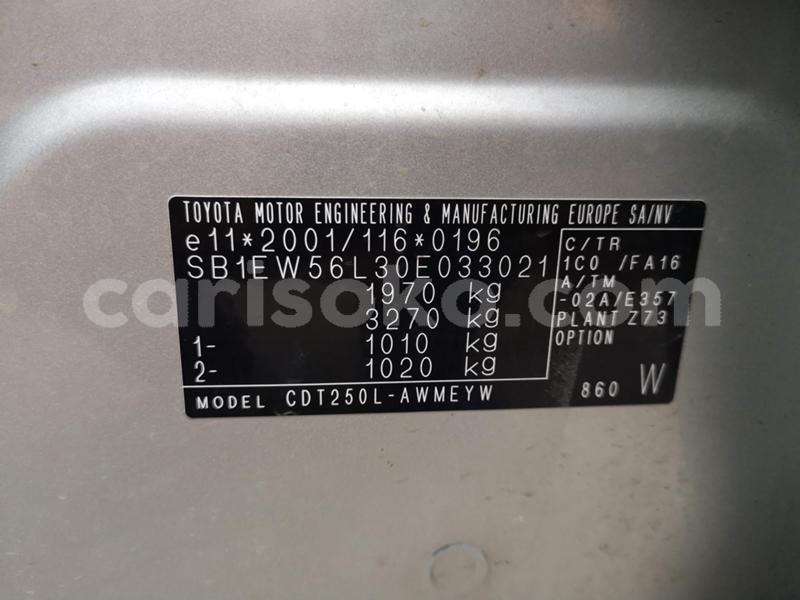 TOYOTA MOTOR ENGINEERING & MANUFACTURING EUROPE SA/NV
e11*2001/116*0196
SB1EW56L30E033021
1970 kg
3270 kg
1- 1010 kg
2- 1020 kg
C/TR
1C0 /FA16
A/TM
-02A/E357
PLANT Z73
OPTION
860 W
MODEL CDT250L-AWMEYW
carisoko.com